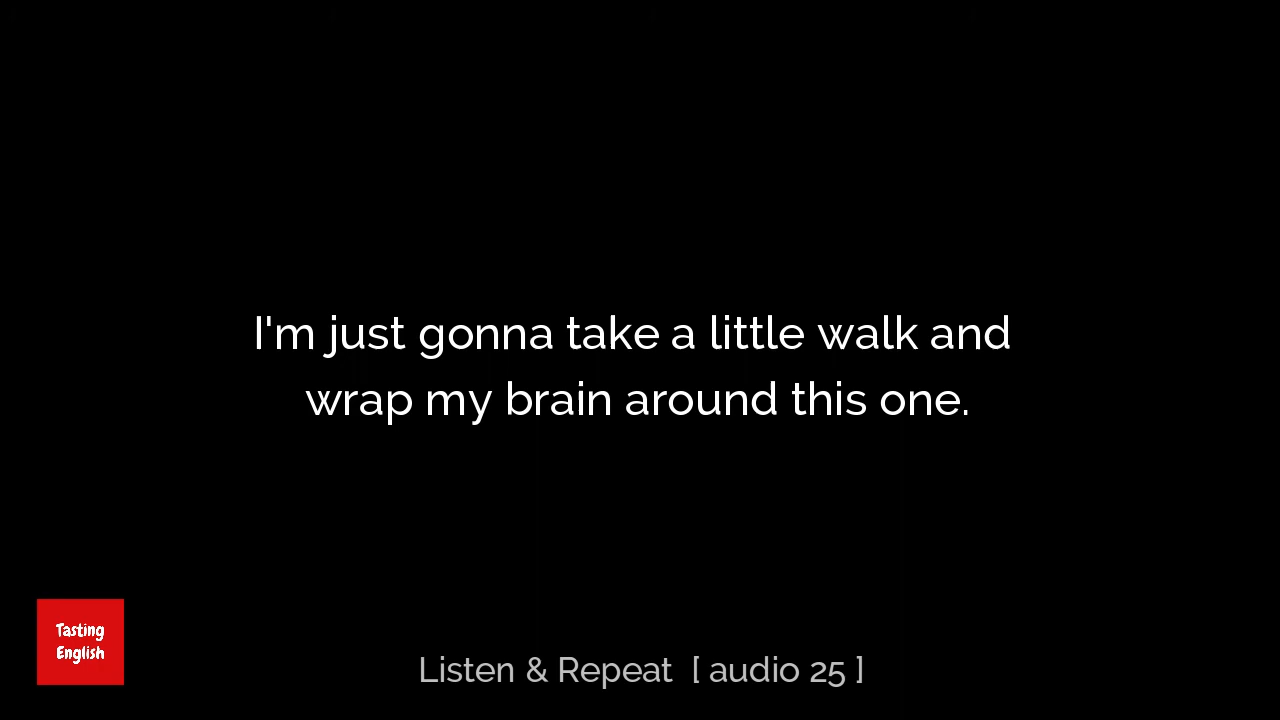 I'm just gonna take a little walk and
wrap my brain around this one.
Tasting
English
Listen & Repeat [ audio 25 ]